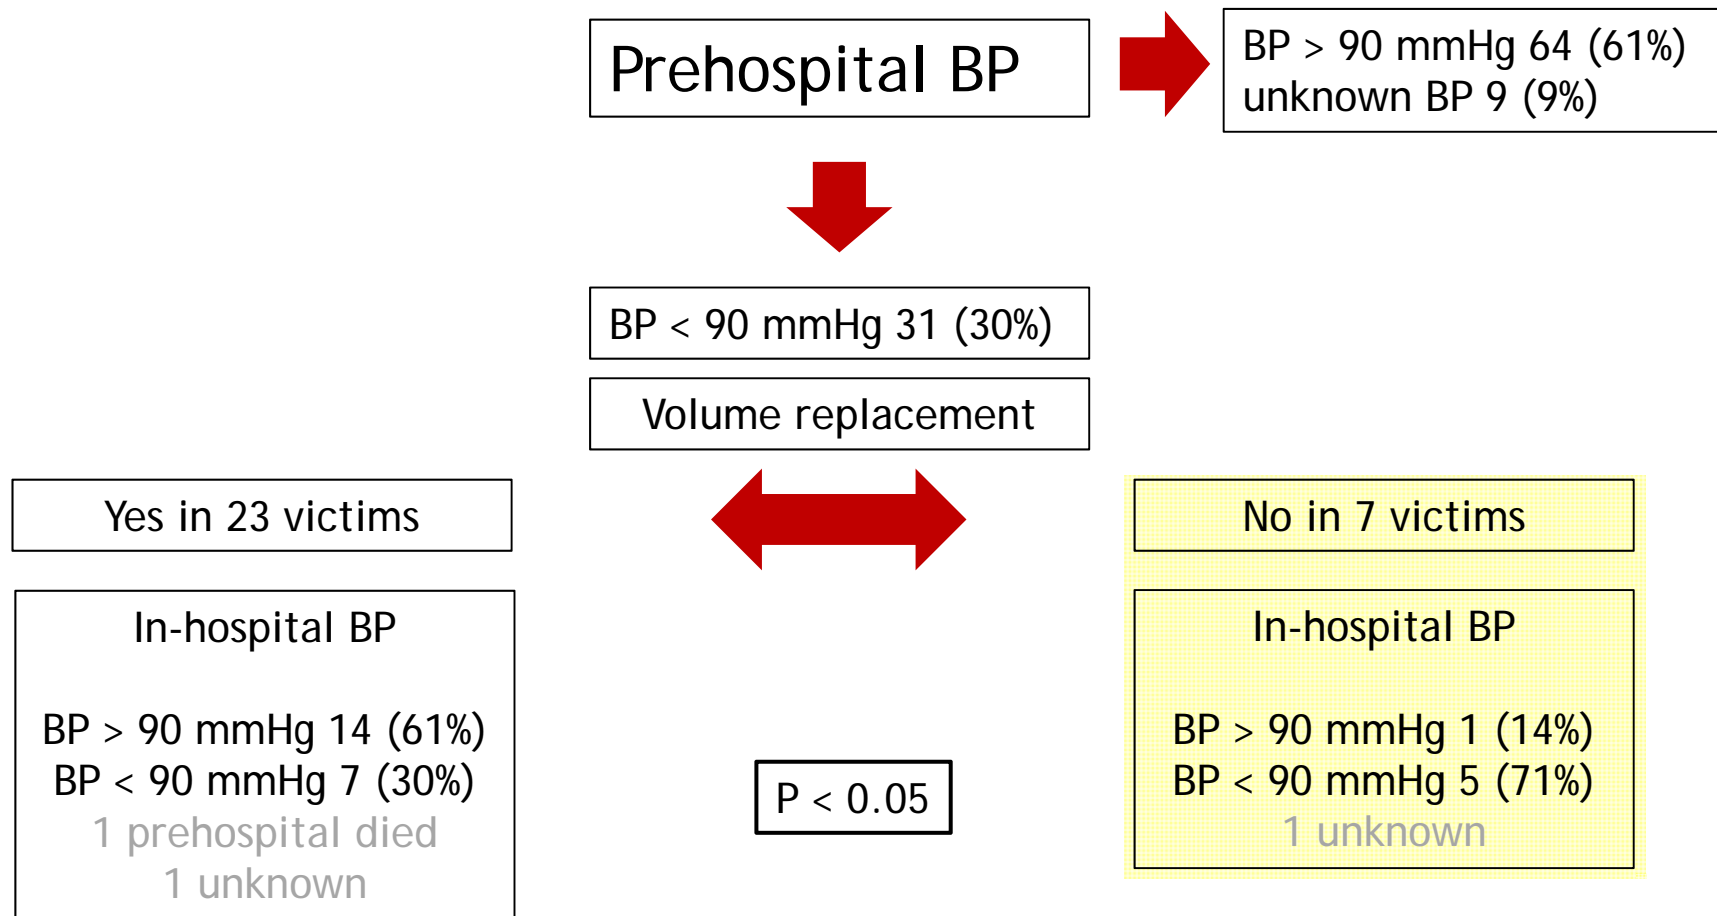 Prehospital BP
BP > 90 mmHg 64 (61%)
unknown BP 9 (9%)
BP < 90 mmHg 31 (30%)
Volume replacement
Yes in 23 victims
In-hospital BP
BP > 90 mmHg 14 (61%)
BP < 90 mmHg 7 (30%)
1 prehospital died
1 unknown
P < 0.05
No in 7 victims
In-hospital BP
BP > 90 mmHg 1 (14%)
BP < 90 mmHg 5 (71%)
1 unknown